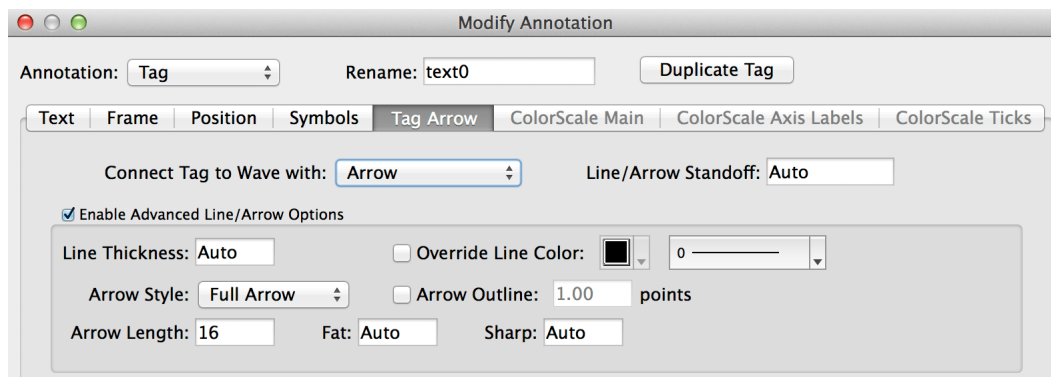 Modify Annotation
Annotation: Tag Rename: text0 Duplicate Tag
Text Frame Position Symbols Tag Arrow ColorScale Main ColorScale Axis Labels ColorScale Ticks
Connect Tag to Wave with: Arrow Line/Arrow Standoff: Auto
Enable Advanced Line/Arrow Options
Line Thickness: Auto Override Line Color: 0
Arrow Style: Full Arrow Arrow Outline: 1.00 points
Arrow Length: 16 Fat: Auto Sharp: Auto